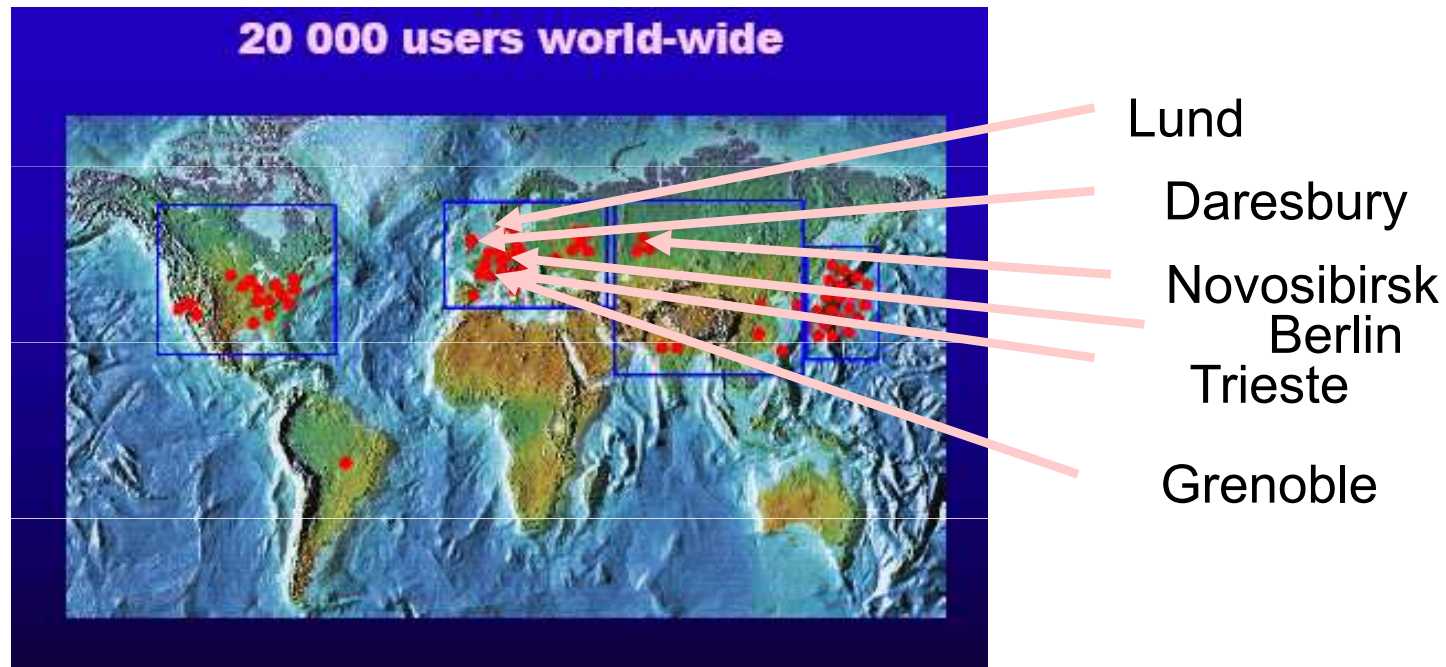 20 000 users world-wide
Lund
Daresbury
Novosibirsk
Berlin
Trieste
Grenoble